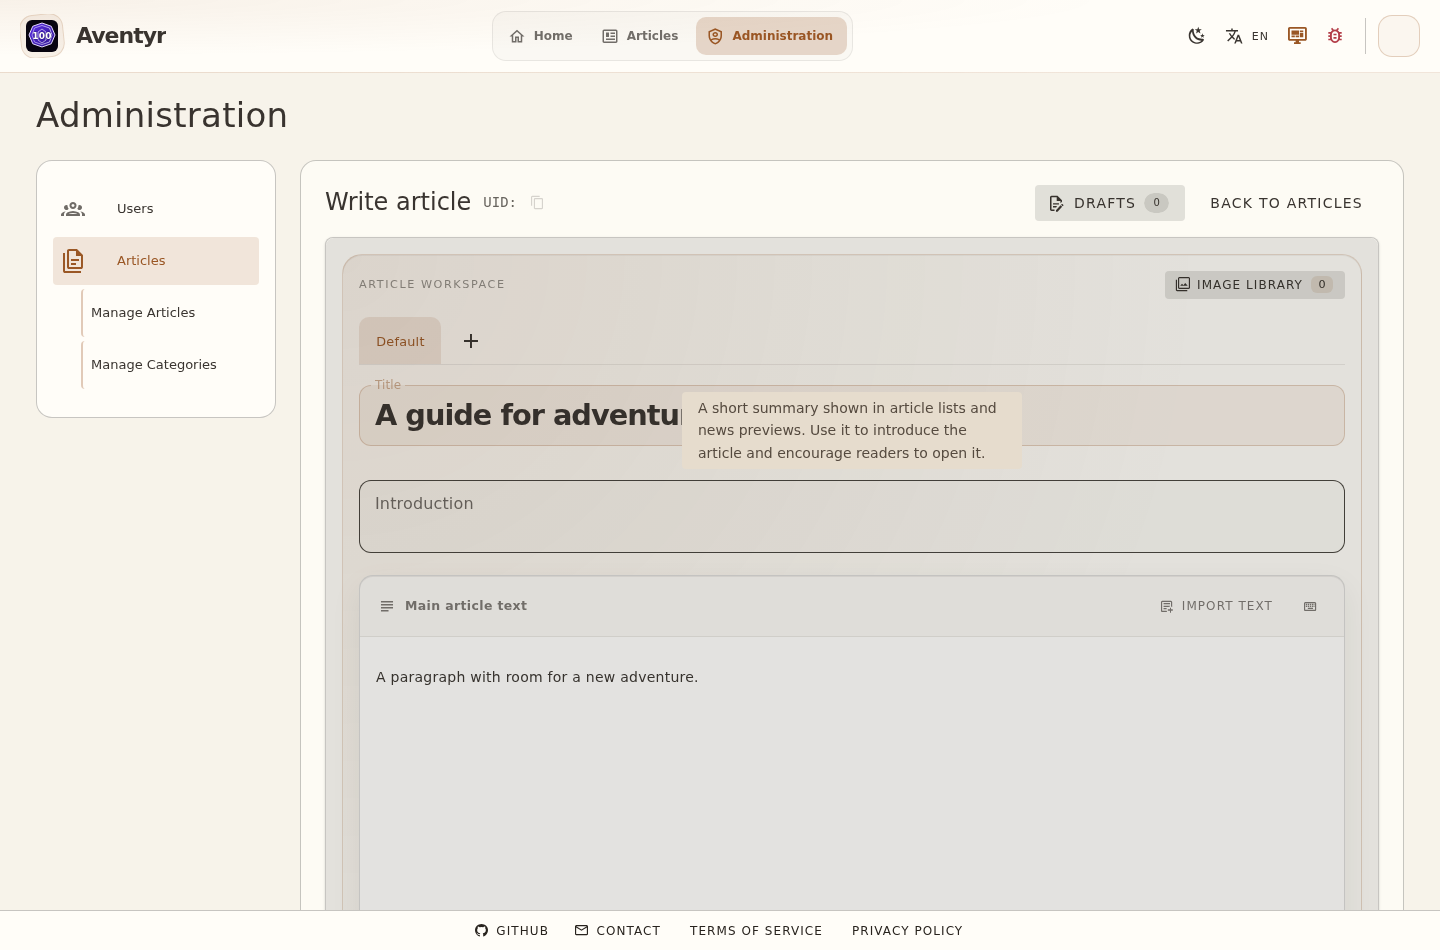 100
Aventyr
Home
Articles
Administration
EN
Administration
Users
Articles
Manage Articles
Manage Categories
Write article
UID:
DRAFTS 0
BACK TO ARTICLES
ARTICLE WORKSPACE
IMAGE LIBRARY 0
Default
Title
A guide for
A short summary shown in article lists and
news previews. Use it to introduce the
article and encourage readers to open it.
Introduction
Main article text
IMPORT TEXT
A paragraph with room for a new adventure.
GITHUB
CONTACT
TERMS OF SERVICE
PRIVACY POLICY